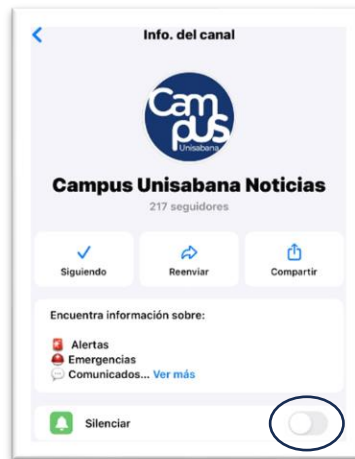 Info. del canal
Cam
pus
Unisabana
Campus Unisabana Noticias
217 seguidores
Siguiendo
Reenviar
Compartir
Encuentra información sobre:
Alertas
Emergencias
Comunicados... Ver más
Silenciar